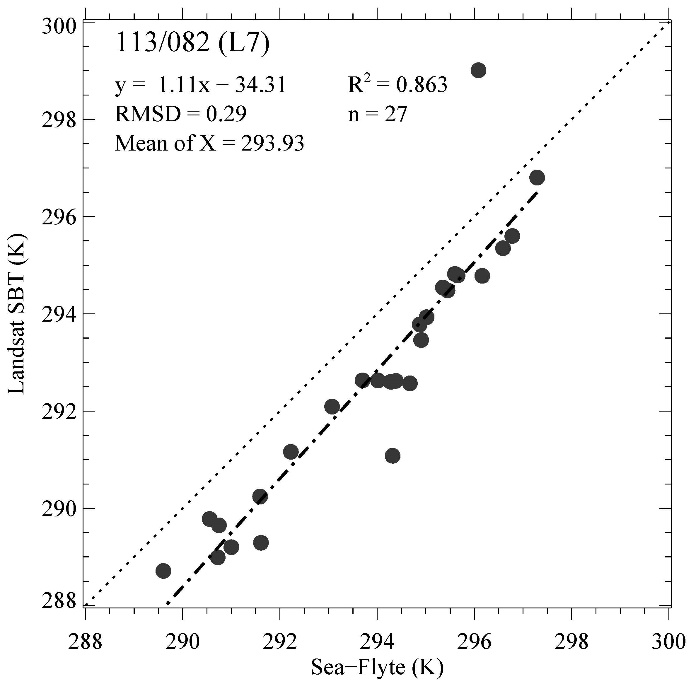 113/082 (L7)
y = 1.11x − 34.31 R² = 0.863
RMSD = 0.29 n = 27
Mean of X = 293.93
300
298
296
294
292
290
288
Landsat SBT (K)
288 290 292 294 296 298 300
Sea−Flyte (K)